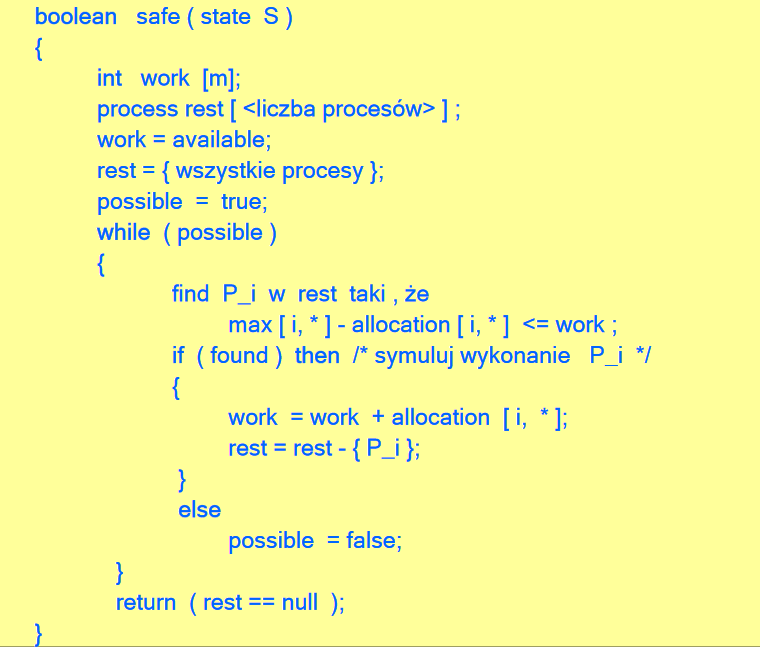 boolean safe ( state S )
{
int work [m];
process rest [ <liczba procesów> ] ;
work = available;
rest = { wszystkie procesy };
possible = true;
while ( possible )
{
find P_i w rest taki , że
max [ i, * ] - allocation [ i, * ] <= work ;
if ( found ) then /* symuluj wykonanie P_i */
{
work = work + allocation [ i, * ];
rest = rest - { P_i };
}
else
possible = false;
}
return ( rest == null );
}